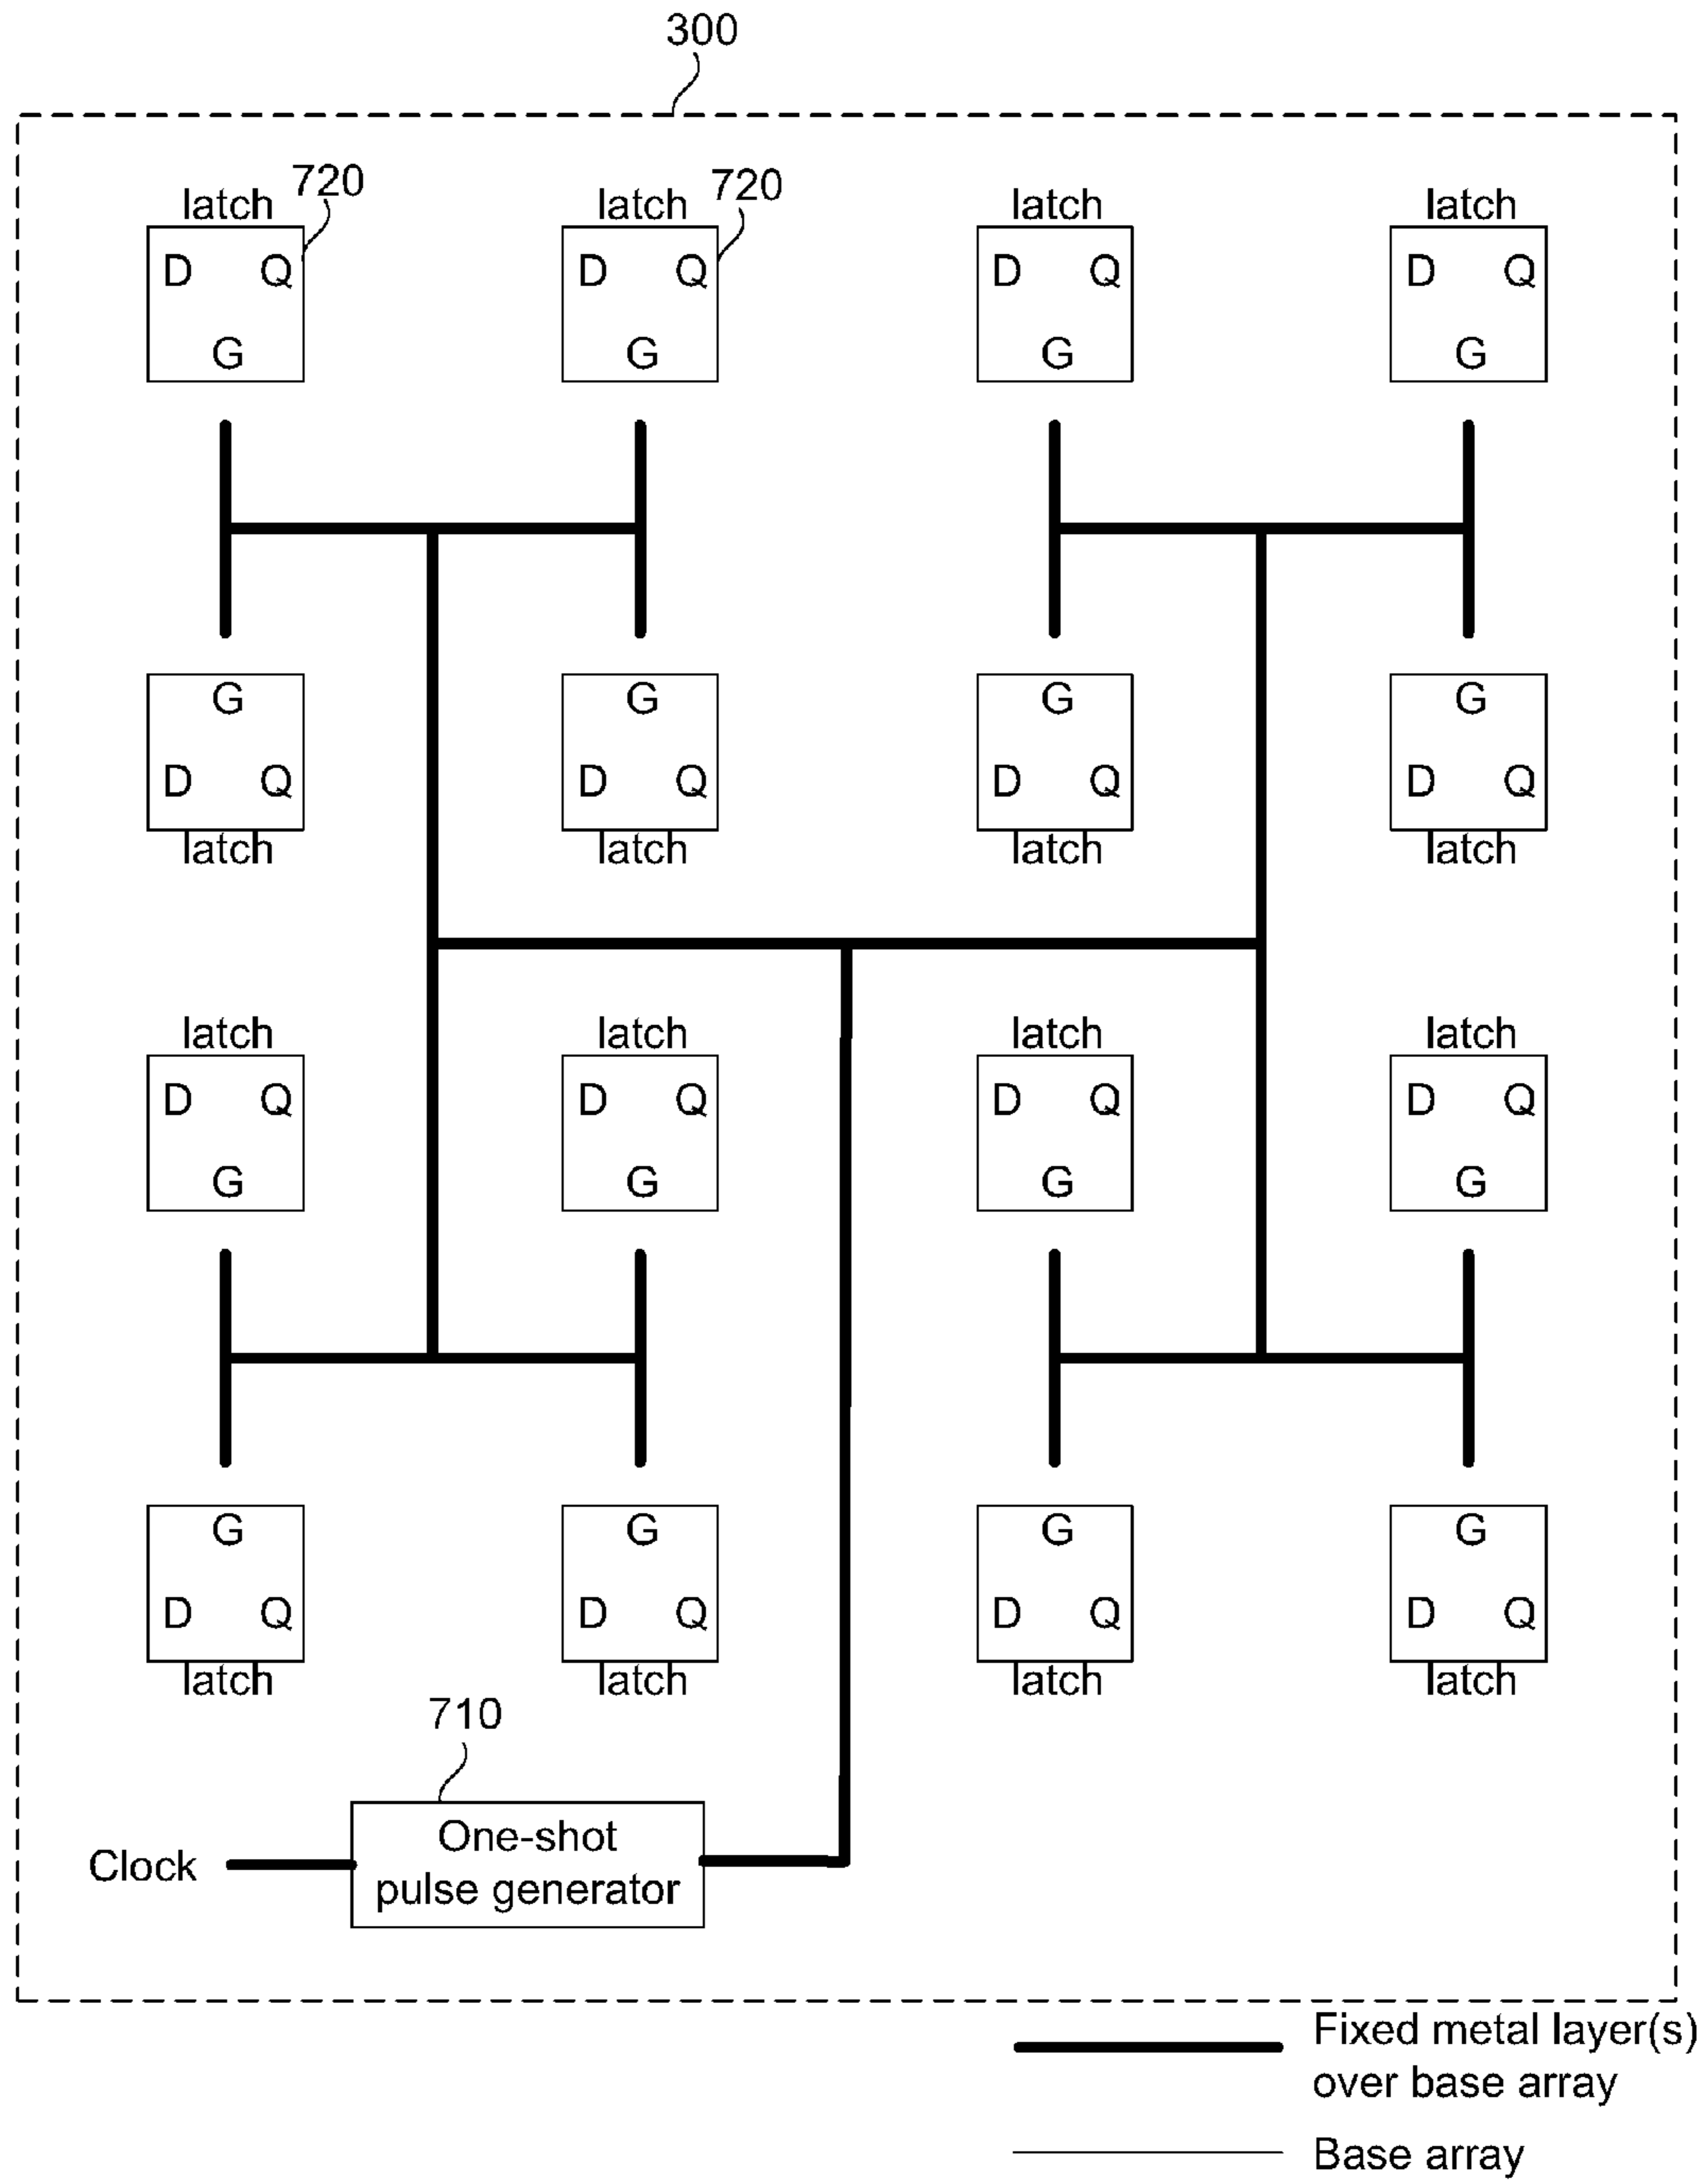 300
720 720
latch latch latch latch
D Q D Q D Q D Q
G G G G
G G G G
D Q D Q D Q D Q
latch latch latch latch
latch latch latch latch
D Q D Q D Q D Q
G G G G
G G G G
D Q D Q D Q D Q
latch latch latch latch
710
One-shot
Clock pulse generator
Fixed metal layer(s)
over base array
Base array